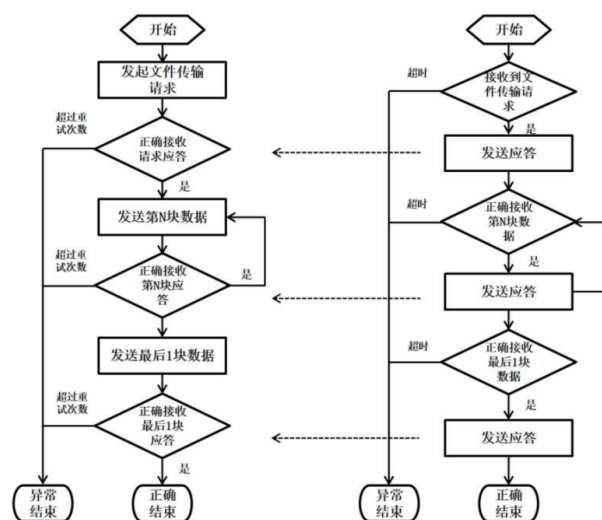 开始
发起文件传输
请求
超过重
试次数
正确接收
请求应答
是
发送第N块数据
超过重
试次数
正确接收
第N块应
答
是
发送最后1块数据
超过重
试次数
正确接收
最后1块
应答
是
异常
结束
正确
结束
开始
超时
接收到文
件传输请
求
是
发送应答
超时
正确接收
第N块数
据
是
发送应答
超时
正确接收
最后1块
数据
是
发送应答
异常
结束
正确
结束